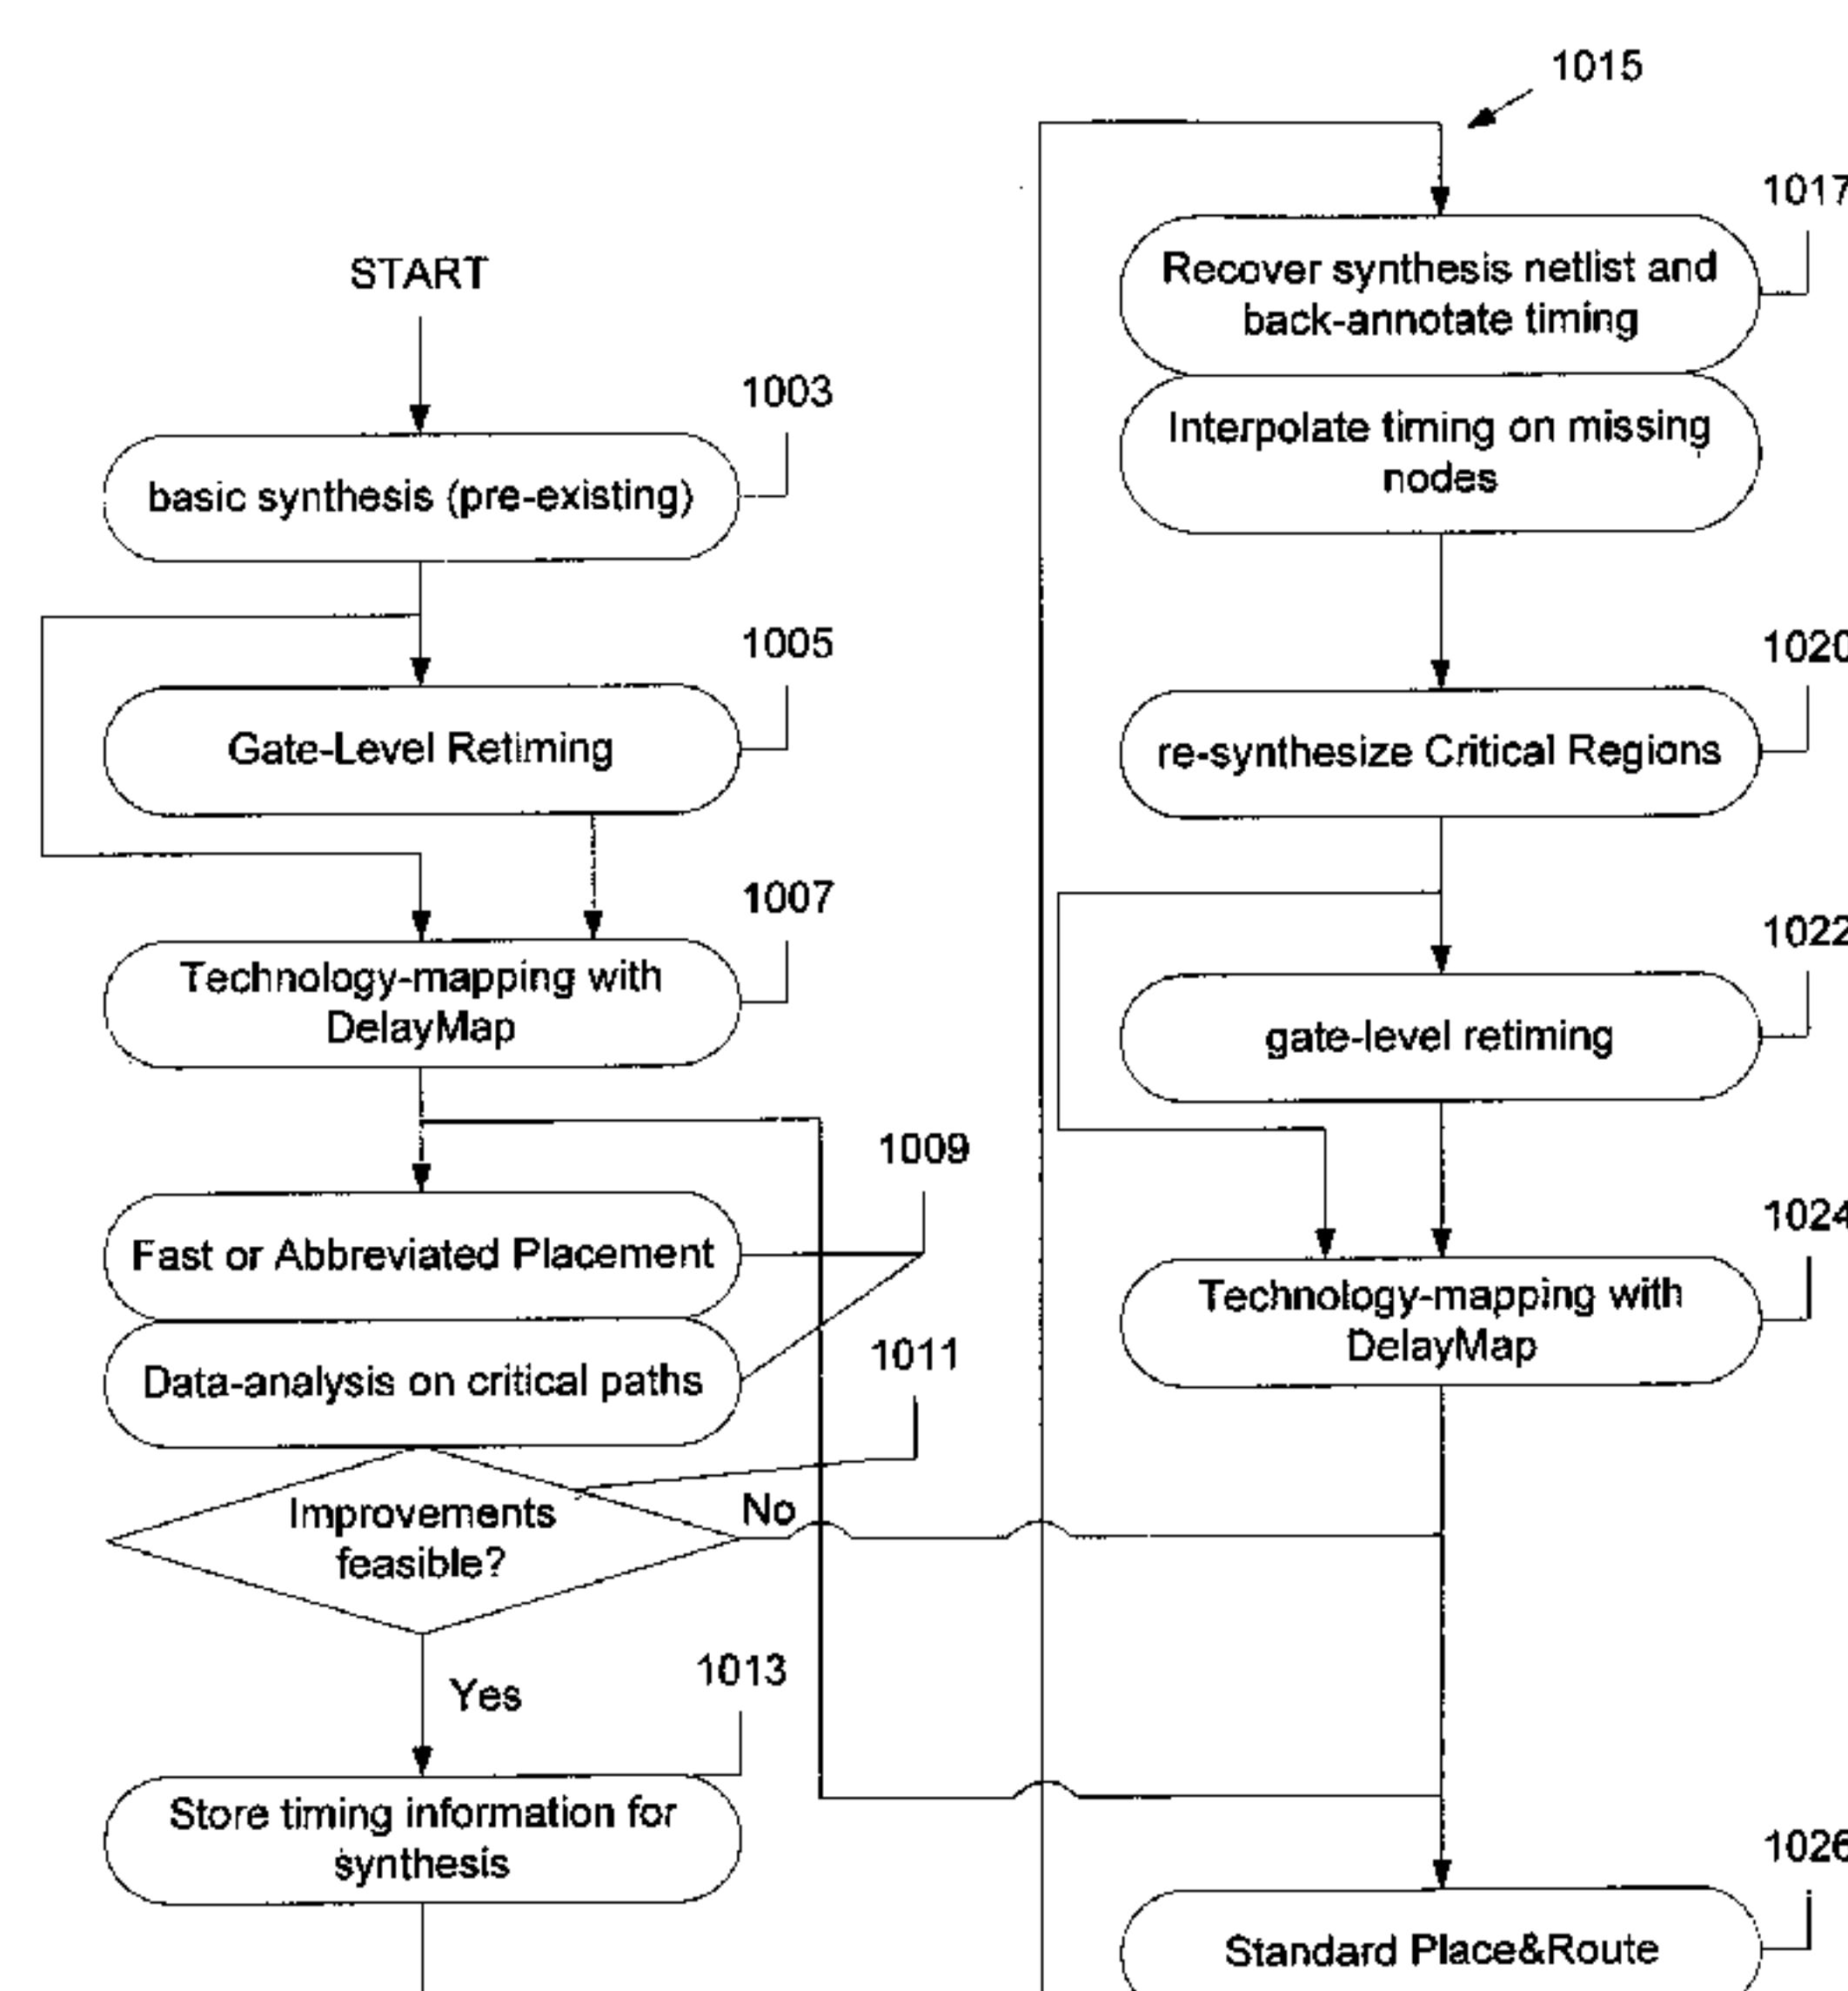 START
1003
basic synthesis (pre-existing)
1005
Gate-Level Retiming
1007
Technology-mapping with
DelayMap
1009
Fast or Abbreviated Placement
Data-analysis on critical paths
1011
Improvements
feasible?
No
Yes
1013
Store timing information for
synthesis
1015
1017
Recover synthesis netlist and
back-annotate timing
Interpolate timing on missing
nodes
1020
re-synthesize Critical Regions
1022
gate-level retiming
1024
Technology-mapping with
DelayMap
1026
Standard Place&Route